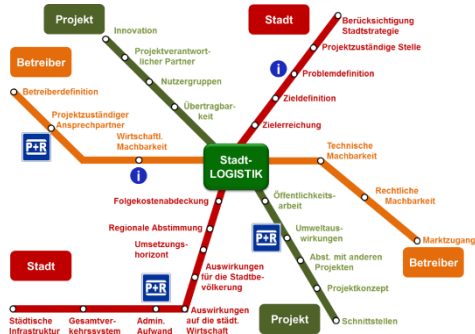 Projekt
Stadt
Betreiber
Innovation
Projektverantwort-
licher Partner
Nutzergruppen
Übertragbar-
keit
Berücksichtigung
Stadtstrategie
Projektzuständige Stelle
Problemdefinition
Zieldefinition
Zielerreichung
i
Betreiberdefinition
Projektzuständiger
Ansprechpartner
P+R
Wirtschaftl.
Machbarkeit
i
Stadt-
LOGISTIK
Technische
Machbarkeit
Rechtliche
Machbarkeit
Marktzugang
Betreiber
Folgekostenabdeckung
Regionale Abstimmung
Umsetzungs-
horizont
Auswirkungen
für die Stadtbe-
völkerung
P+R
Öffentlichkeits-
arbeit
Umweltaus-
wirkungen
P+R
Abst. mit anderen
Projekten
Projektkonzept
Schnittstellen
Projekt
Stadt
Städtische
Infrastruktur
Gesamtver-
kehrssystem
Admin.
Aufwand
Auswirkungen
auf die städt.
Wirtschaft